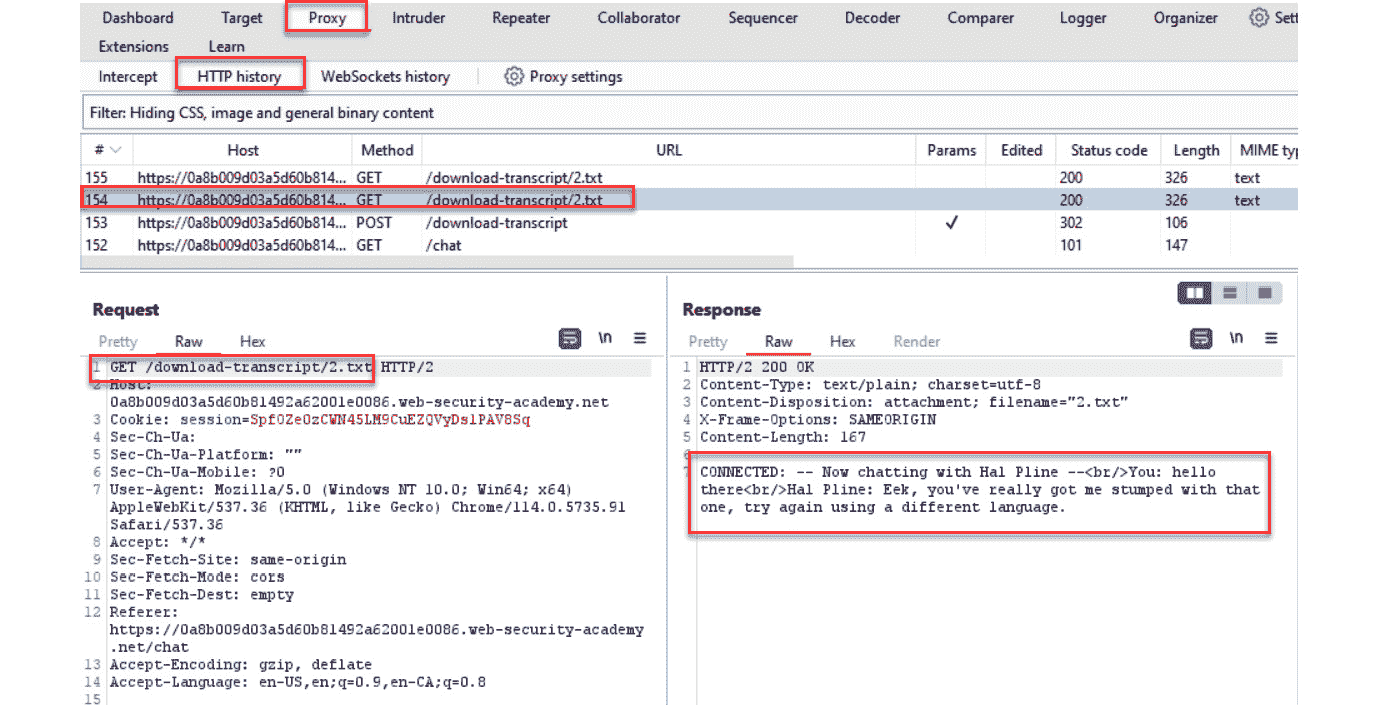 Dashboard Target Proxy Intruder Repeater Collaborator Sequencer Decoder Comparer Logger Organizer Sett
Extensions Learn
Intercept HTTP history WebSockets history Proxy settings
Filter: Hiding CSS, image and general binary content
# Host Method URL Params Edited Status code Length MIME typ
155 https://0a8b009d03a5d60b814... GET /download-transcript/2.txt 200 326 text
154 https://0a8b009d03a5d60b814... GET /download-transcript/2.txt 200 326 text
153 https://0a8b009d03a5d60b814... POST /download-transcript ✓ 302 106
152 https://0a8b009d03a5d60b814... GET /chat 101 147
Request
Pretty Raw Hex \n
1 GET /download-transcript/2.txt HTTP/2
2 Host:
0a8b009d03a5d60b81492a62001e0086.web-security-academy.net
3 Cookie: session=Spf0Ze0zCWN45LM9CuEZQVyDslPAV8Sq
4 Sec-Ch-Ua:
5 Sec-Ch-Ua-Platform: ""
6 Sec-Ch-Ua-Mobile: ?0
7 User-Agent: Mozilla/5.0 (Windows NT 10.0; Win64; x64)
AppleWebKit/537.36 (KHTML, like Gecko) Chrome/114.0.5735.91
Safari/537.36
8 Accept: */*
9 Sec-Fetch-Site: same-origin
10 Sec-Fetch-Mode: cors
11 Sec-Fetch-Dest: empty
12 Referer:
https://0a8b009d03a5d60b81492a62001e0086.web-security-academy
.net/chat
13 Accept-Encoding: gzip, deflate
14 Accept-Language: en-US,en;q=0.9,en-CA;q=0.8
15
Response
Pretty Raw Hex Render \n
1 HTTP/2 200 OK
2 Content-Type: text/plain; charset=utf-8
3 Content-Disposition: attachment; filename="2.txt"
4 X-Frame-Options: SAMEORIGIN
5 Content-Length: 167
6
7 CONNECTED: -- Now chatting with Hal Pline --<br/>You: hello
there<br/>Hal Pline: Eek, you've really got me stumped with that
one, try again using a different language.